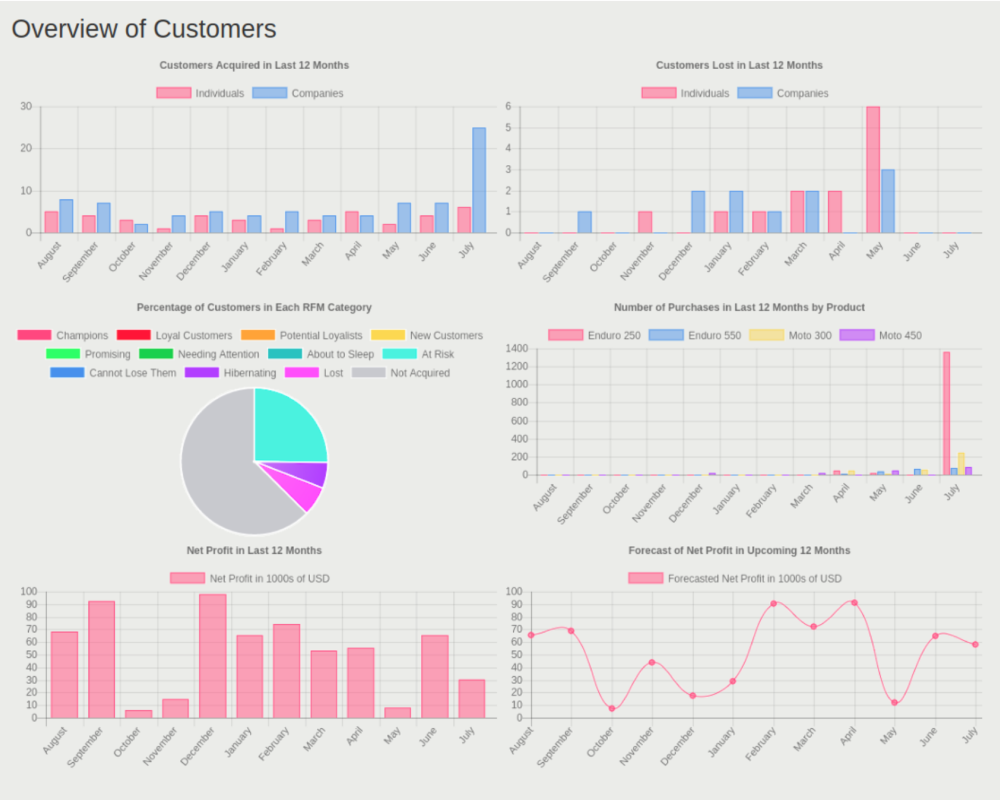 Overview of Customers
Customers Acquired in Last 12 Months
Individuals Companies
30
20
10
0
August September October November December January February March April May June July
Customers Lost in Last 12 Months
Individuals Companies
6
5
4
3
2
1
0
August September October November December January February March April May June July
Percentage of Customers in Each RFM Category
Champions Loyal Customers Potential Loyalists New Customers
Promising Needing Attention About to Sleep At Risk
Cannot Lose Them Hibernating Lost Not Acquired
Number of Purchases in Last 12 Months by Product
Enduro 250 Enduro 550 Moto 300 Moto 450
1400
1200
1000
800
600
400
200
0
August September October November December January February March April May June July
Net Profit in Last 12 Months
Net Profit in 1000s of USD
100
90
80
70
60
50
40
30
20
10
0
August September October November December January February March April May June July
Forecast of Net Profit in Upcoming 12 Months
Forecasted Net Profit in 1000s of USD
100
90
80
70
60
50
40
30
20
10
0
August September October November December January February March April May June July